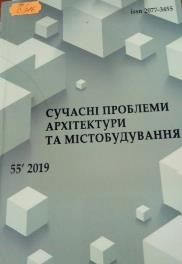 issn 2077-3455
СУЧАСНІ ПРОБЛЕМИ
АРХІТЕКТУРИ
ТА МІСТОБУДУВАННЯ
55' 2019